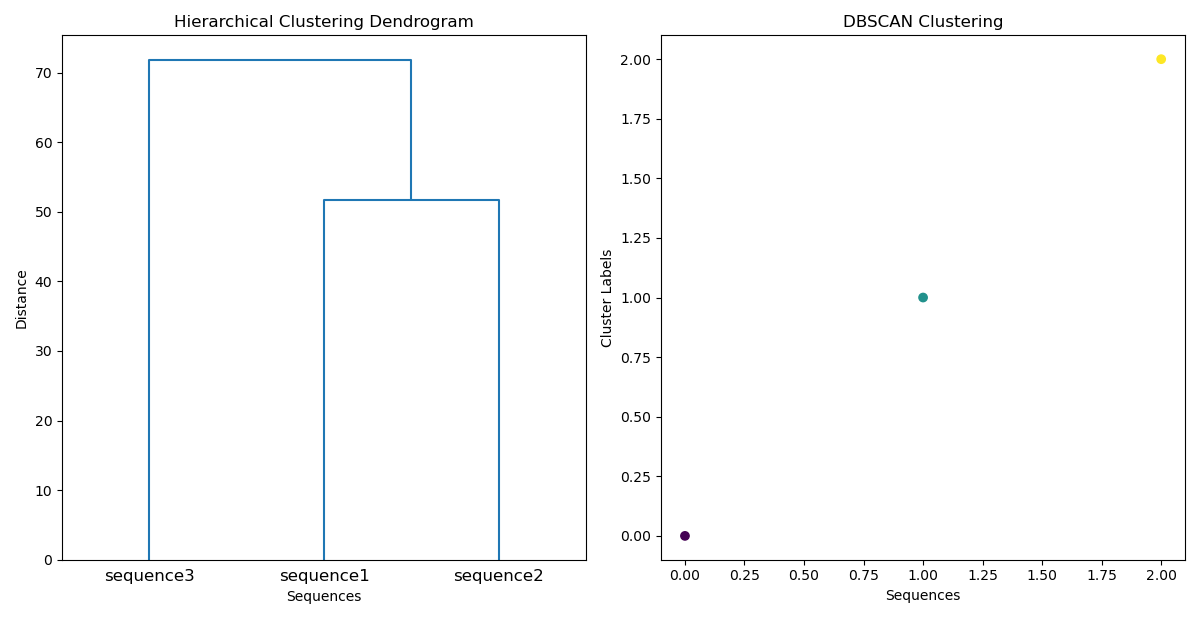 Hierarchical Clustering Dendrogram
70
60
50
40
30
20
10
0
Distance
sequence3 sequence1 sequence2
Sequences
DBSCAN Clustering
2.00
1.75
1.50
1.25
1.00
0.75
0.50
0.25
0.00
Cluster Labels
0.00 0.25 0.50 0.75 1.00 1.25 1.50 1.75 2.00
Sequences